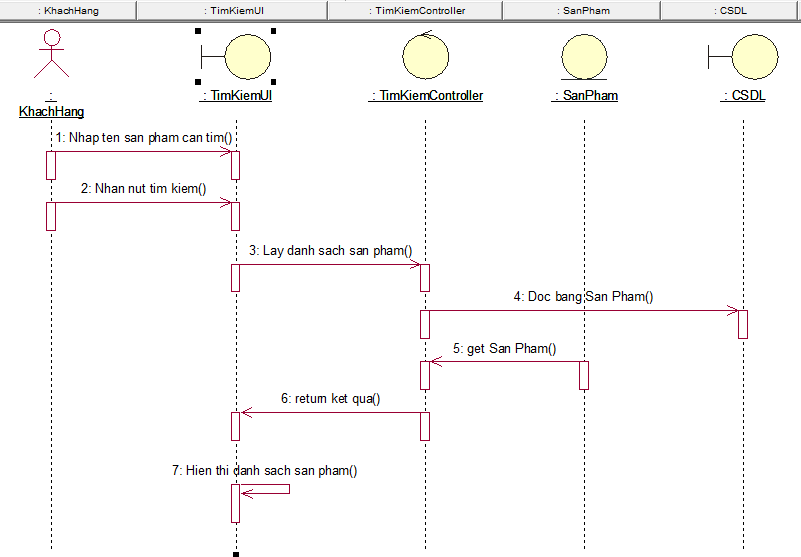 : KhachHang
: TimKiemUI
: TimKiemController
: SanPham
: CSDL
:
KhachHang
: TimKiemUI
: TimKiemController
: SanPham
: CSDL
1: Nhap ten san pham can tim()
2: Nhan nut tim kiem()
3: Lay danh sach san pham()
4: Doc bang San Pham()
5: get San Pham()
6: return ket qua()
7: Hien thi danh sach san pham()